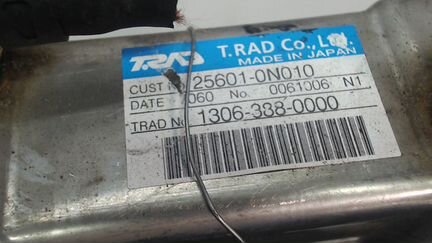 TRAD T.RAD Co., Ltd.
MADE IN JAPAN
CUST 25601-0N010
DATE 060 No. 0061006 N1
TRAD No 1306-388-0000